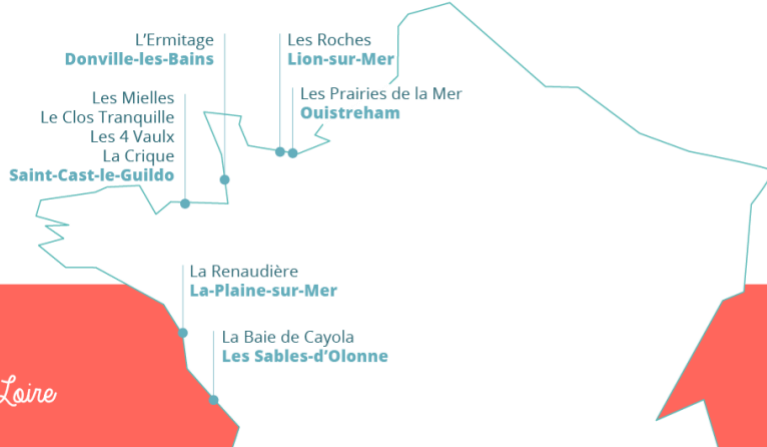 L’Ermitage
Donville-les-Bains
Les Roches
Lion-sur-Mer
Les Mielles
Le Clos Tranquille
Les 4 Vaulx
La Crique
Saint-Cast-le-Guildo
Les Prairies de la Mer
Ouistreham
La Renaudière
La-Plaine-sur-Mer
La Baie de Cayola
Les Sables-d’Olonne
Loire